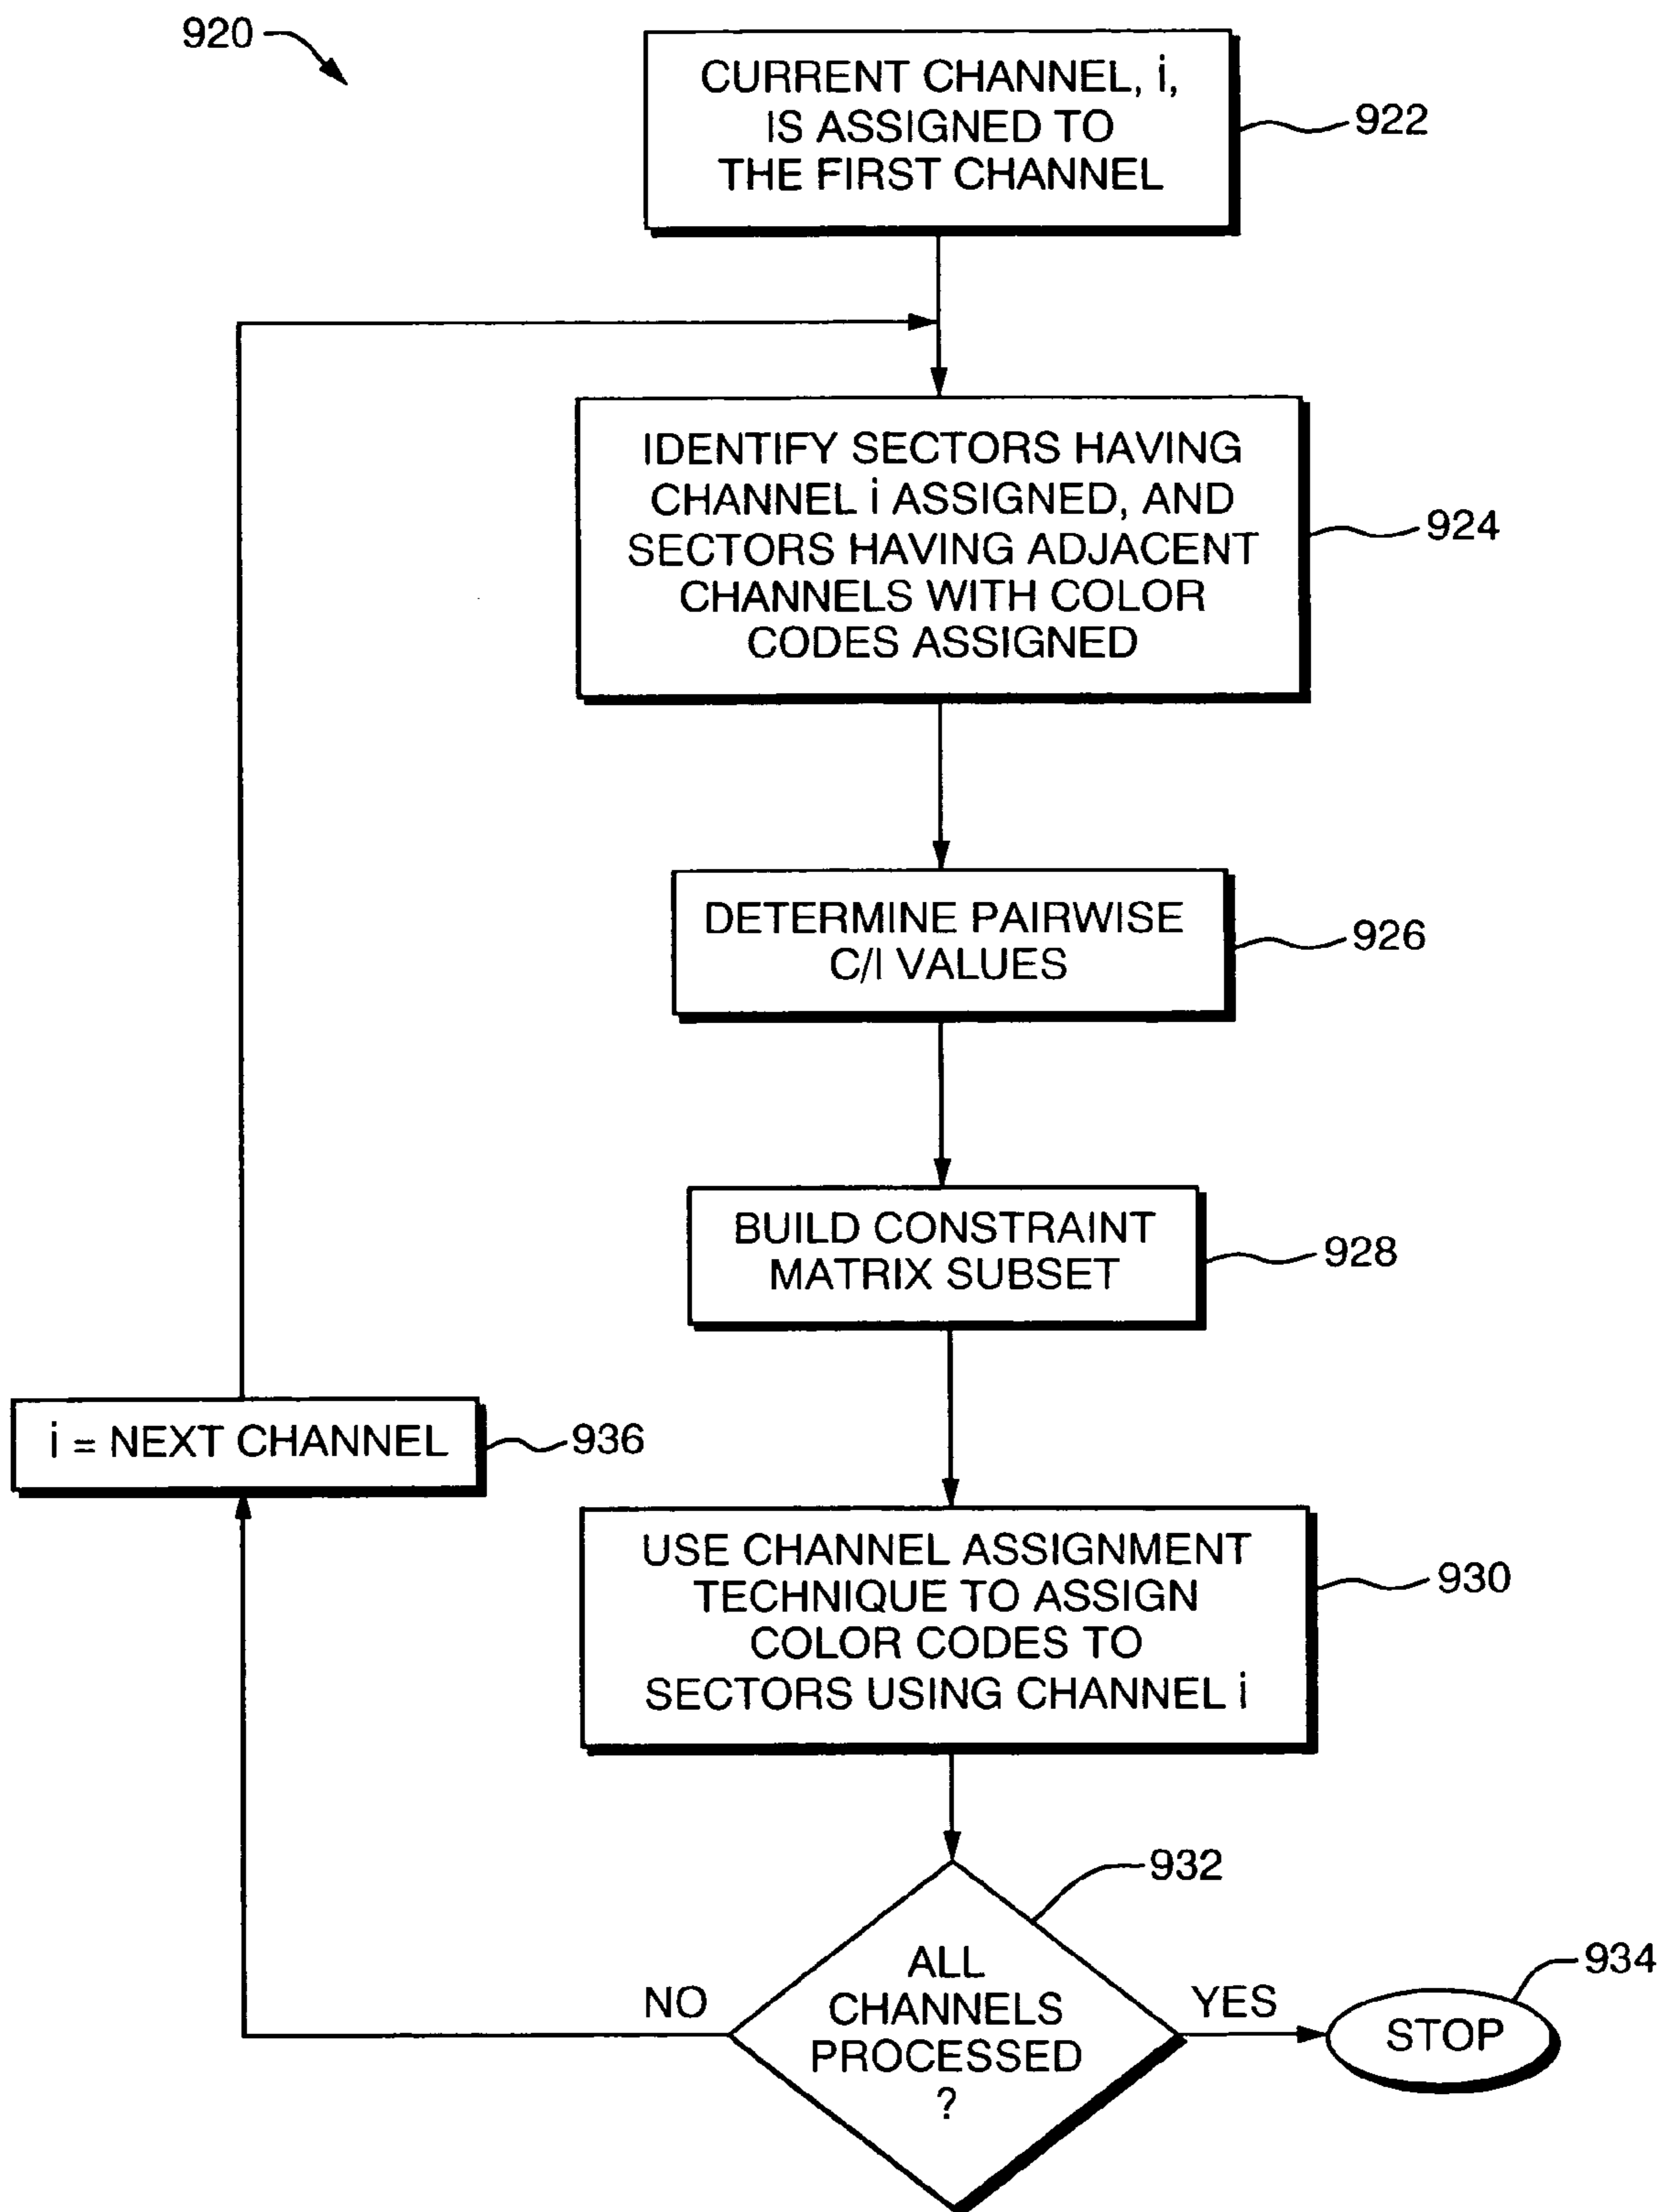 920
CURRENT CHANNEL, i,
IS ASSIGNED TO
THE FIRST CHANNEL
922
IDENTIFY SECTORS HAVING
CHANNEL i ASSIGNED, AND
SECTORS HAVING ADJACENT
CHANNELS WITH COLOR
CODES ASSIGNED
924
DETERMINE PAIRWISE
C/I VALUES
926
BUILD CONSTRAINT
MATRIX SUBSET
928
i = NEXT CHANNEL
936
USE CHANNEL ASSIGNMENT
TECHNIQUE TO ASSIGN
COLOR CODES TO
SECTORS USING CHANNEL i
930
932
ALL
CHANNELS
PROCESSED
?
NO
YES
STOP
934